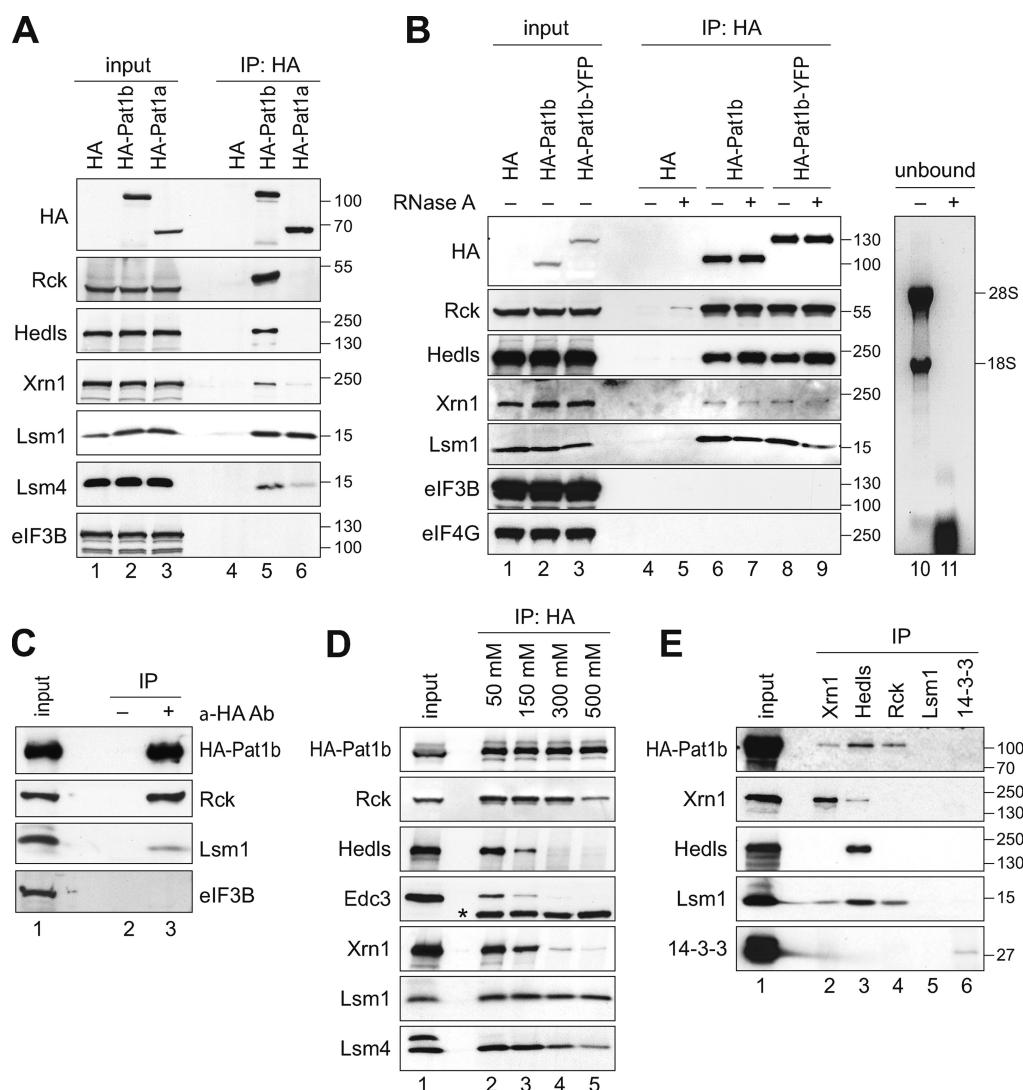 A
input IP: HA
HA HA-Pat1b HA-Pat1a HA HA-Pat1b HA-Pat1a
HA 100 70
Rck 55
Hedls 250 130
Xrn1 250
Lsm1 15
Lsm4 15
eIF3B 130 100
1 2 3 4 5 6
B
input IP: HA
HA HA-Pat1b HA-Pat1b-YFP HA HA-Pat1b HA-Pat1b-YFP unbound
RNase A – – – – + – + – + – +
HA 130 100
Rck 55
Hedls 250
Xrn1 250
Lsm1 15
eIF3B 130 100
eIF4G 250
28S
18S
1 2 3 4 5 6 7 8 9 10 11
C
input IP
– + a-HA Ab
HA-Pat1b
Rck
Lsm1
eIF3B
1 2 3
D
IP: HA
input 50 mM 150 mM 300 mM 500 mM
HA-Pat1b
Rck
Hedls
Edc3
*
Xrn1
Lsm1
Lsm4
1 2 3 4 5
E
IP
input Xrn1 Hedls Rck Lsm1 14-3-3
HA-Pat1b 100 70
Xrn1 250 130
Hedls 250 130
Lsm1 15
14-3-3 27
1 2 3 4 5 6